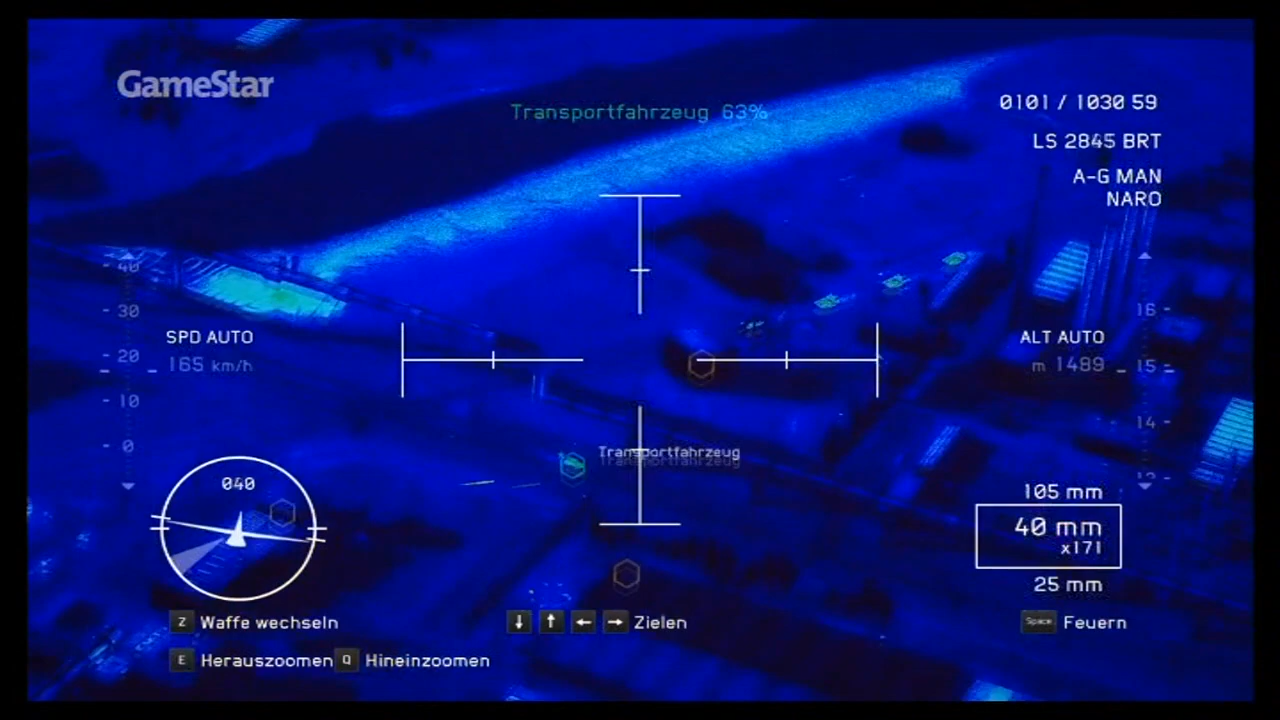 GameStar
Transportfahrzeug 63%
0101 / 1030 59
LS 2845 BRT
A-G MAN
NARO
- 40
- 30
- 20
- 10
- 0
SPD AUTO
165 km/h
ALT AUTO
m 1489
16 -
15 -
14 -
Transportfahrzeug
Transportfahrzeug
040
105 mm
40 mm
x171
25 mm
Z Waffe wechseln
↓ ↑ ← → Zielen
Space Feuern
E Herauszoomen Q Hineinzoomen